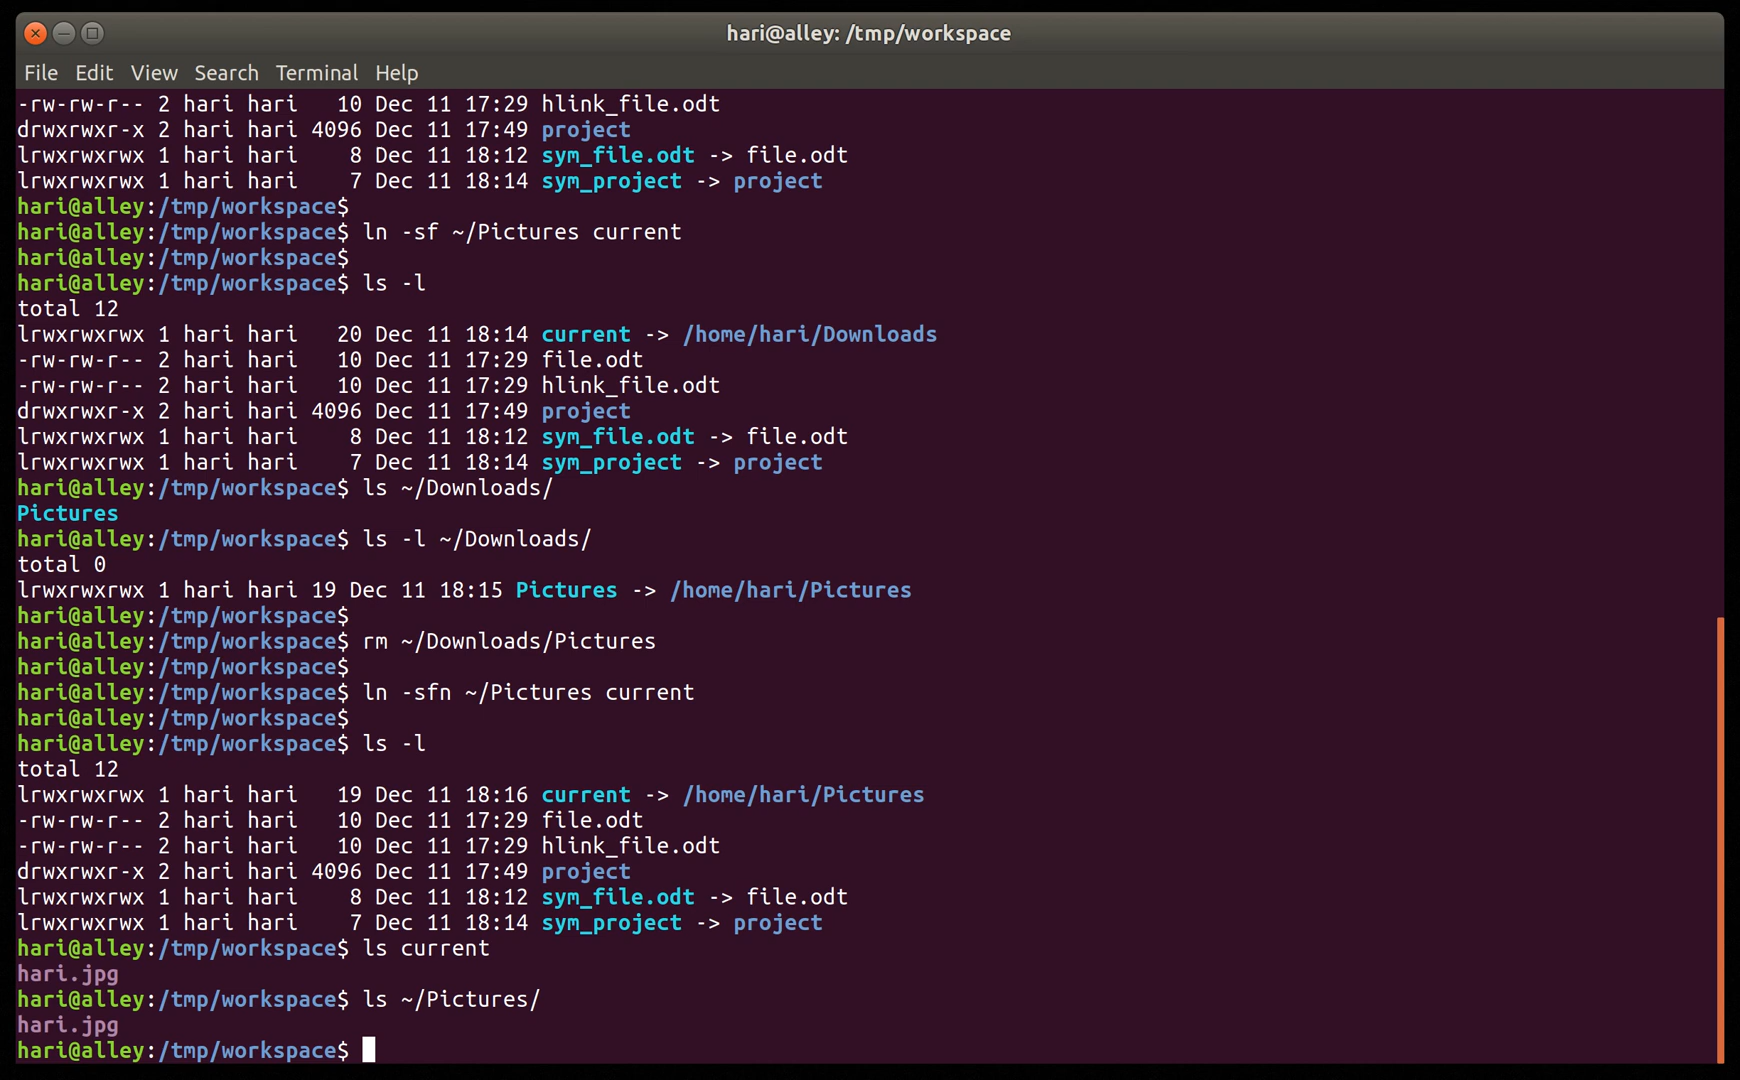 hari@alley: /tmp/workspace
File Edit View Search Terminal Help
-rw-rw-r-- 2 hari hari   10 Dec 11 17:29 hlink_file.odt
drwxrwxr-x 2 hari hari 4096 Dec 11 17:49 project
lrwxrwxrwx 1 hari hari    8 Dec 11 18:12 sym_file.odt -> file.odt
lrwxrwxrwx 1 hari hari    7 Dec 11 18:14 sym_project -> project
hari@alley:/tmp/workspace$
hari@alley:/tmp/workspace$ ln -sf ~/Pictures current
hari@alley:/tmp/workspace$
hari@alley:/tmp/workspace$ ls -l
total 12
lrwxrwxrwx 1 hari hari   20 Dec 11 18:14 current -> /home/hari/Downloads
-rw-rw-r-- 2 hari hari   10 Dec 11 17:29 file.odt
-rw-rw-r-- 2 hari hari   10 Dec 11 17:29 hlink_file.odt
drwxrwxr-x 2 hari hari 4096 Dec 11 17:49 project
lrwxrwxrwx 1 hari hari    8 Dec 11 18:12 sym_file.odt -> file.odt
lrwxrwxrwx 1 hari hari    7 Dec 11 18:14 sym_project -> project
hari@alley:/tmp/workspace$ ls ~/Downloads/
Pictures
hari@alley:/tmp/workspace$ ls -l ~/Downloads/
total 0
lrwxrwxrwx 1 hari hari 19 Dec 11 18:15 Pictures -> /home/hari/Pictures
hari@alley:/tmp/workspace$
hari@alley:/tmp/workspace$ rm ~/Downloads/Pictures
hari@alley:/tmp/workspace$
hari@alley:/tmp/workspace$ ln -sfn ~/Pictures current
hari@alley:/tmp/workspace$
hari@alley:/tmp/workspace$ ls -l
total 12
lrwxrwxrwx 1 hari hari   19 Dec 11 18:16 current -> /home/hari/Pictures
-rw-rw-r-- 2 hari hari   10 Dec 11 17:29 file.odt
-rw-rw-r-- 2 hari hari   10 Dec 11 17:29 hlink_file.odt
drwxrwxr-x 2 hari hari 4096 Dec 11 17:49 project
lrwxrwxrwx 1 hari hari    8 Dec 11 18:12 sym_file.odt -> file.odt
lrwxrwxrwx 1 hari hari    7 Dec 11 18:14 sym_project -> project
hari@alley:/tmp/workspace$ ls current
hari.jpg
hari@alley:/tmp/workspace$ ls ~/Pictures/
hari.jpg
hari@alley:/tmp/workspace$